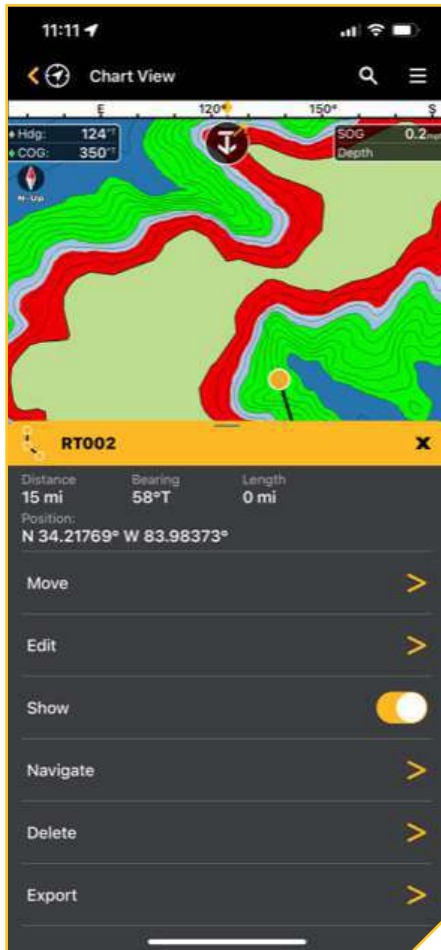 11:11
Chart View
E 120° 150° S
Hdg: 124°T
SOG 0.2mph
COG: 350°T
Depth
N-Up
RT002 X
Distance Bearing Length
15 mi 58°T 0 mi
Position:
N 34.21769° W 83.98373°
Move
Edit
Show
Navigate
Delete
Export